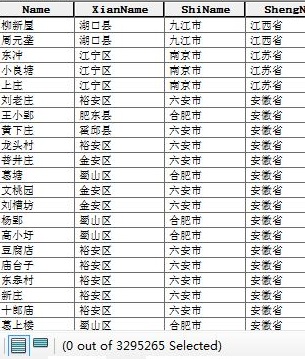 Name XianName ShiName ShengN
柳新屋 湖口县 九江市 江西省
周元垄 湖口县 九江市 江西省
东冲 江宁区 南京市 江苏省
小良塘 江宁区 南京市 江苏省
上庄 江宁区 南京市 江苏省
刘老庄 裕安区 六安市 安徽省
王小郢 肥东县 合肥市 安徽省
黄下庄 霍邱县 六安市 安徽省
龙头村 裕安区 六安市 安徽省
金安区 六安市 安徽省
葛塘 蜀山区 合肥市 安徽省
文桃园 金安区 六安市 安徽省
刘槽坊 金安区 六安市 安徽省
杨郢 蜀山区 合肥市 安徽省
高小圩 蜀山区 合肥市 安徽省
豆腐店 裕安区 六安市 安徽省
庙台子 裕安区 六安市 安徽省
东皋村 裕安区 六安市 安徽省
新庄 裕安区 六安市 安徽省
十郎庙 裕安区 六安市 安徽省
葛上楼 蜀山区 合肥市 安徽省
(0 out of 3295265 Selected)